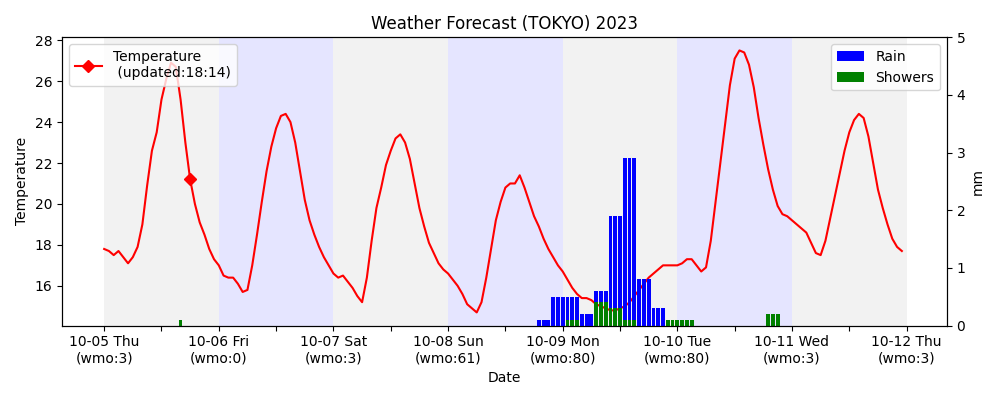 Weather Forecast (TOKYO) 2023
Temperature
(updated:18:14)
Rain
Showers
28
26
24
22
20
18
16
Temperature
5
4
3
2
1
0
mm
10-05 Thu
(wmo:3)
10-06 Fri
(wmo:0)
10-07 Sat
(wmo:3)
10-08 Sun
(wmo:61)
10-09 Mon
(wmo:80)
10-10 Tue
(wmo:80)
10-11 Wed
(wmo:3)
10-12 Thu
(wmo:3)
Date